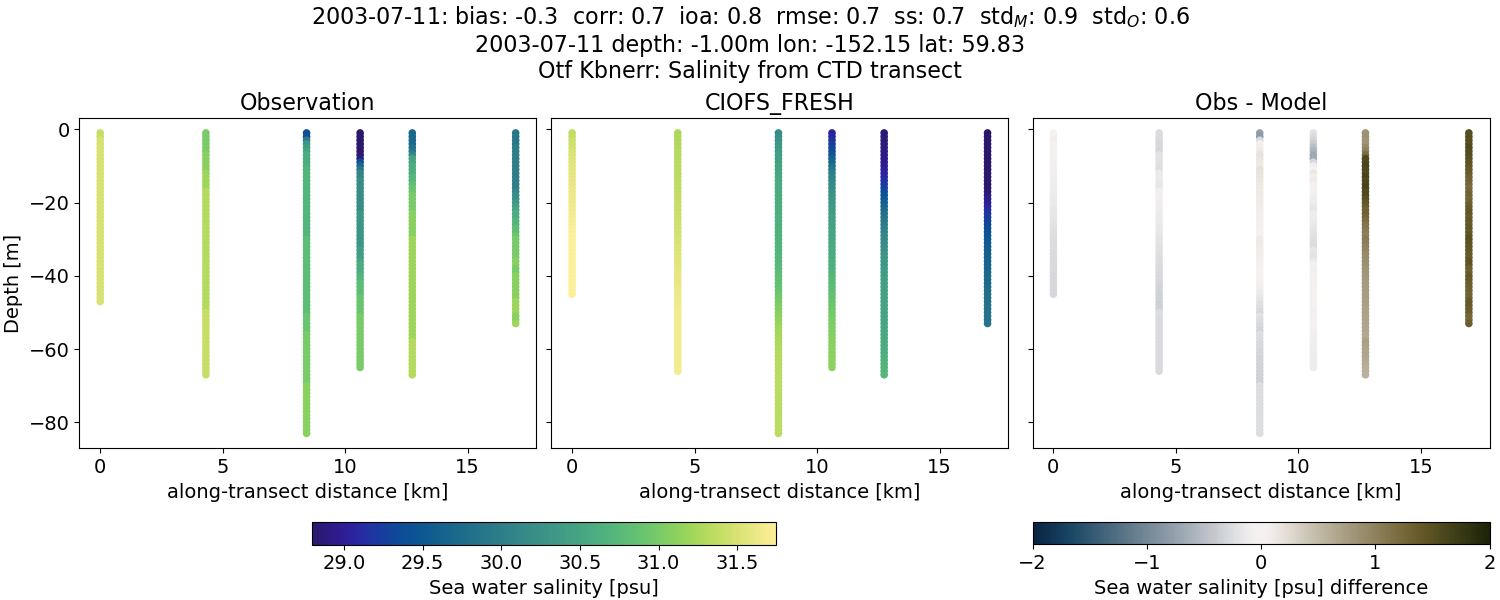 2003-07-11: bias: -0.3  corr: 0.7  ioa: 0.8  rmse: 0.7  ss: 0.7  std_M: 0.9  std_O: 0.6
2003-07-11 depth: -1.00m lon: -152.15 lat: 59.83
Otf Kbnerr: Salinity from CTD transect
Observation
CIOFS_FRESH
Obs - Model
Depth [m]
0
−20
−40
−60
−80
0 5 10 15
0 5 10 15
0 5 10 15
along-transect distance [km]
along-transect distance [km]
along-transect distance [km]
29.0 29.5 30.0 30.5 31.0 31.5
Sea water salinity [psu]
−2 −1 0 1 2
Sea water salinity [psu] difference